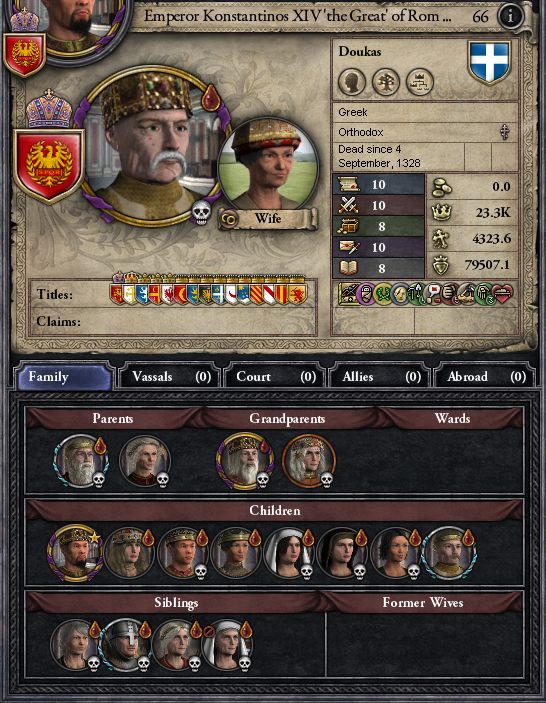 Emperor Konstantinos XIV 'the Great' of Rom ... 66
Doukas
Greek
Orthodox
Dead since 4
September, 1328
SPQR
Wife
10
10
8
10
8
0.0
23.3K
4323.6
79507.1
Titles:
Claims:
Family
Vassals (0)
Court (0)
Allies (0)
Abroad (0)
Parents
Grandparents
Wards
Children
Siblings
Former Wives